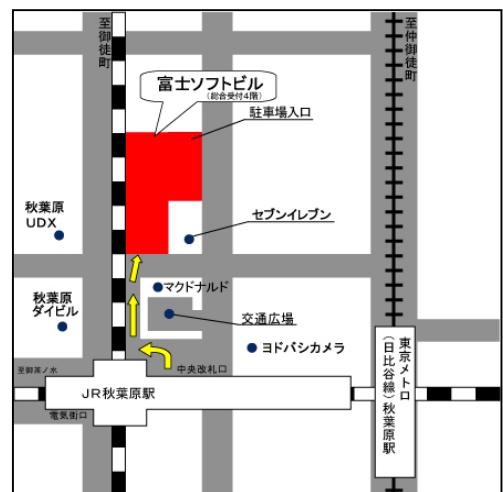 至御徒町
至仲御徒町
富士ソフトビル
（総合受付4階）
駐車場入口
秋葉原
UDX
セブンイレブン
マクドナルド
秋葉原
ダイビル
交通広場
ヨドバシカメラ
至御茶ノ水
中央改札口
JR秋葉原駅
電気街口
東京メトロ
（日比谷線）秋葉原駅